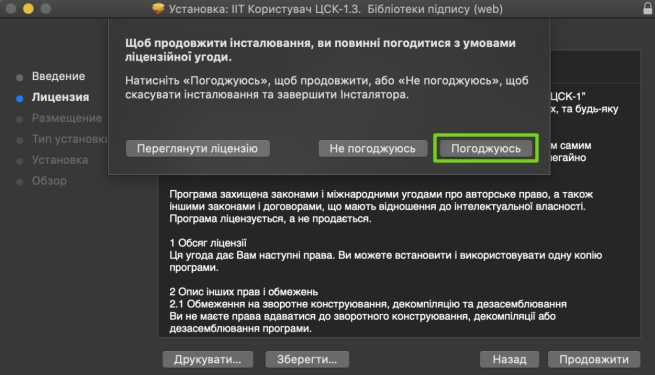 Установка: ІІТ Користувач ЦСК-1.3. Бібліотеки підпису (web)
Щоб продовжити інсталювання, ви повинні погодитися з умовами
ліцензійної угоди.
Натисніть «Погоджуюсь», щоб продовжити, або «Не погоджуюсь», щоб
скасувати інсталювання та завершити Інсталятора.
Переглянути ліцензію
Не погоджуюсь
Погоджуюсь
Введение
Лицензия
Размещение
Тип установки
Установка
Обзор
ЦСК-1"
х, та будь-яку
м самим
Програма захищена законами і міжнародними угодами про авторське право, а також
іншими законами і договорами, що мають відношення до інтелектуальної власності.
Програма ліцензується, а не продається.
1 Обсяг ліцензії
Ця угода дає Вам наступні права. Ви можете встановити і використовувати одну копію
програми.
2 Опис інших прав і обмежень
2.1 Обмеження на зворотне конструювання, декомпіляцію та дезасемблювання
Ви не маєте права вдаватися до зворотного конструювання, декомпіляції або
дезасемблювання програми.
Друкувати...
Зберегти...
Назад
Продовжити